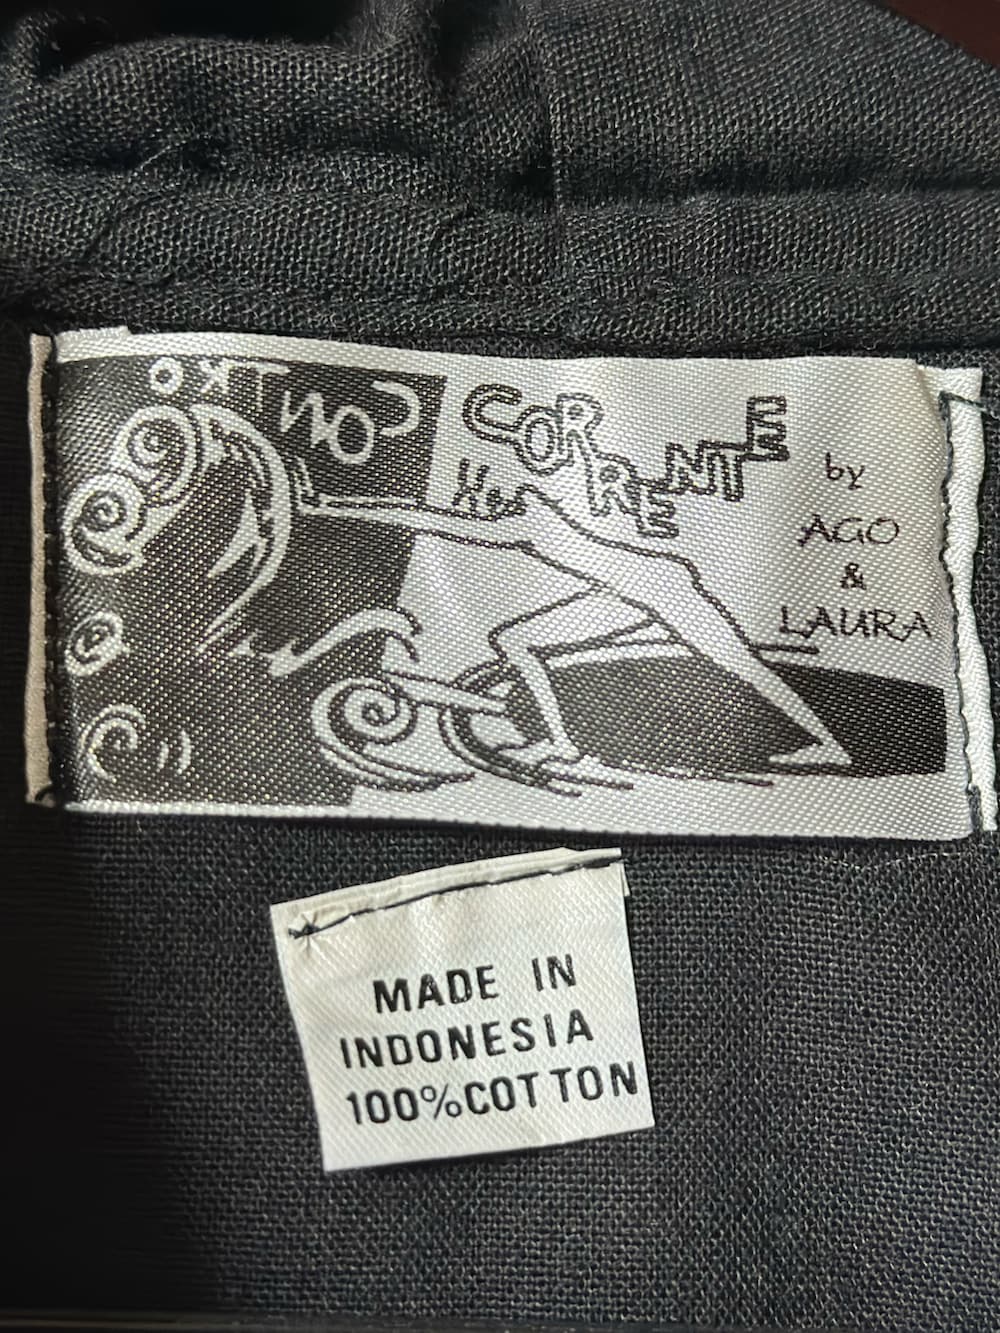 CONTRO
CORRENTE
by
AGO
&
LAURA
MADE IN
INDONESIA
100%COTTON